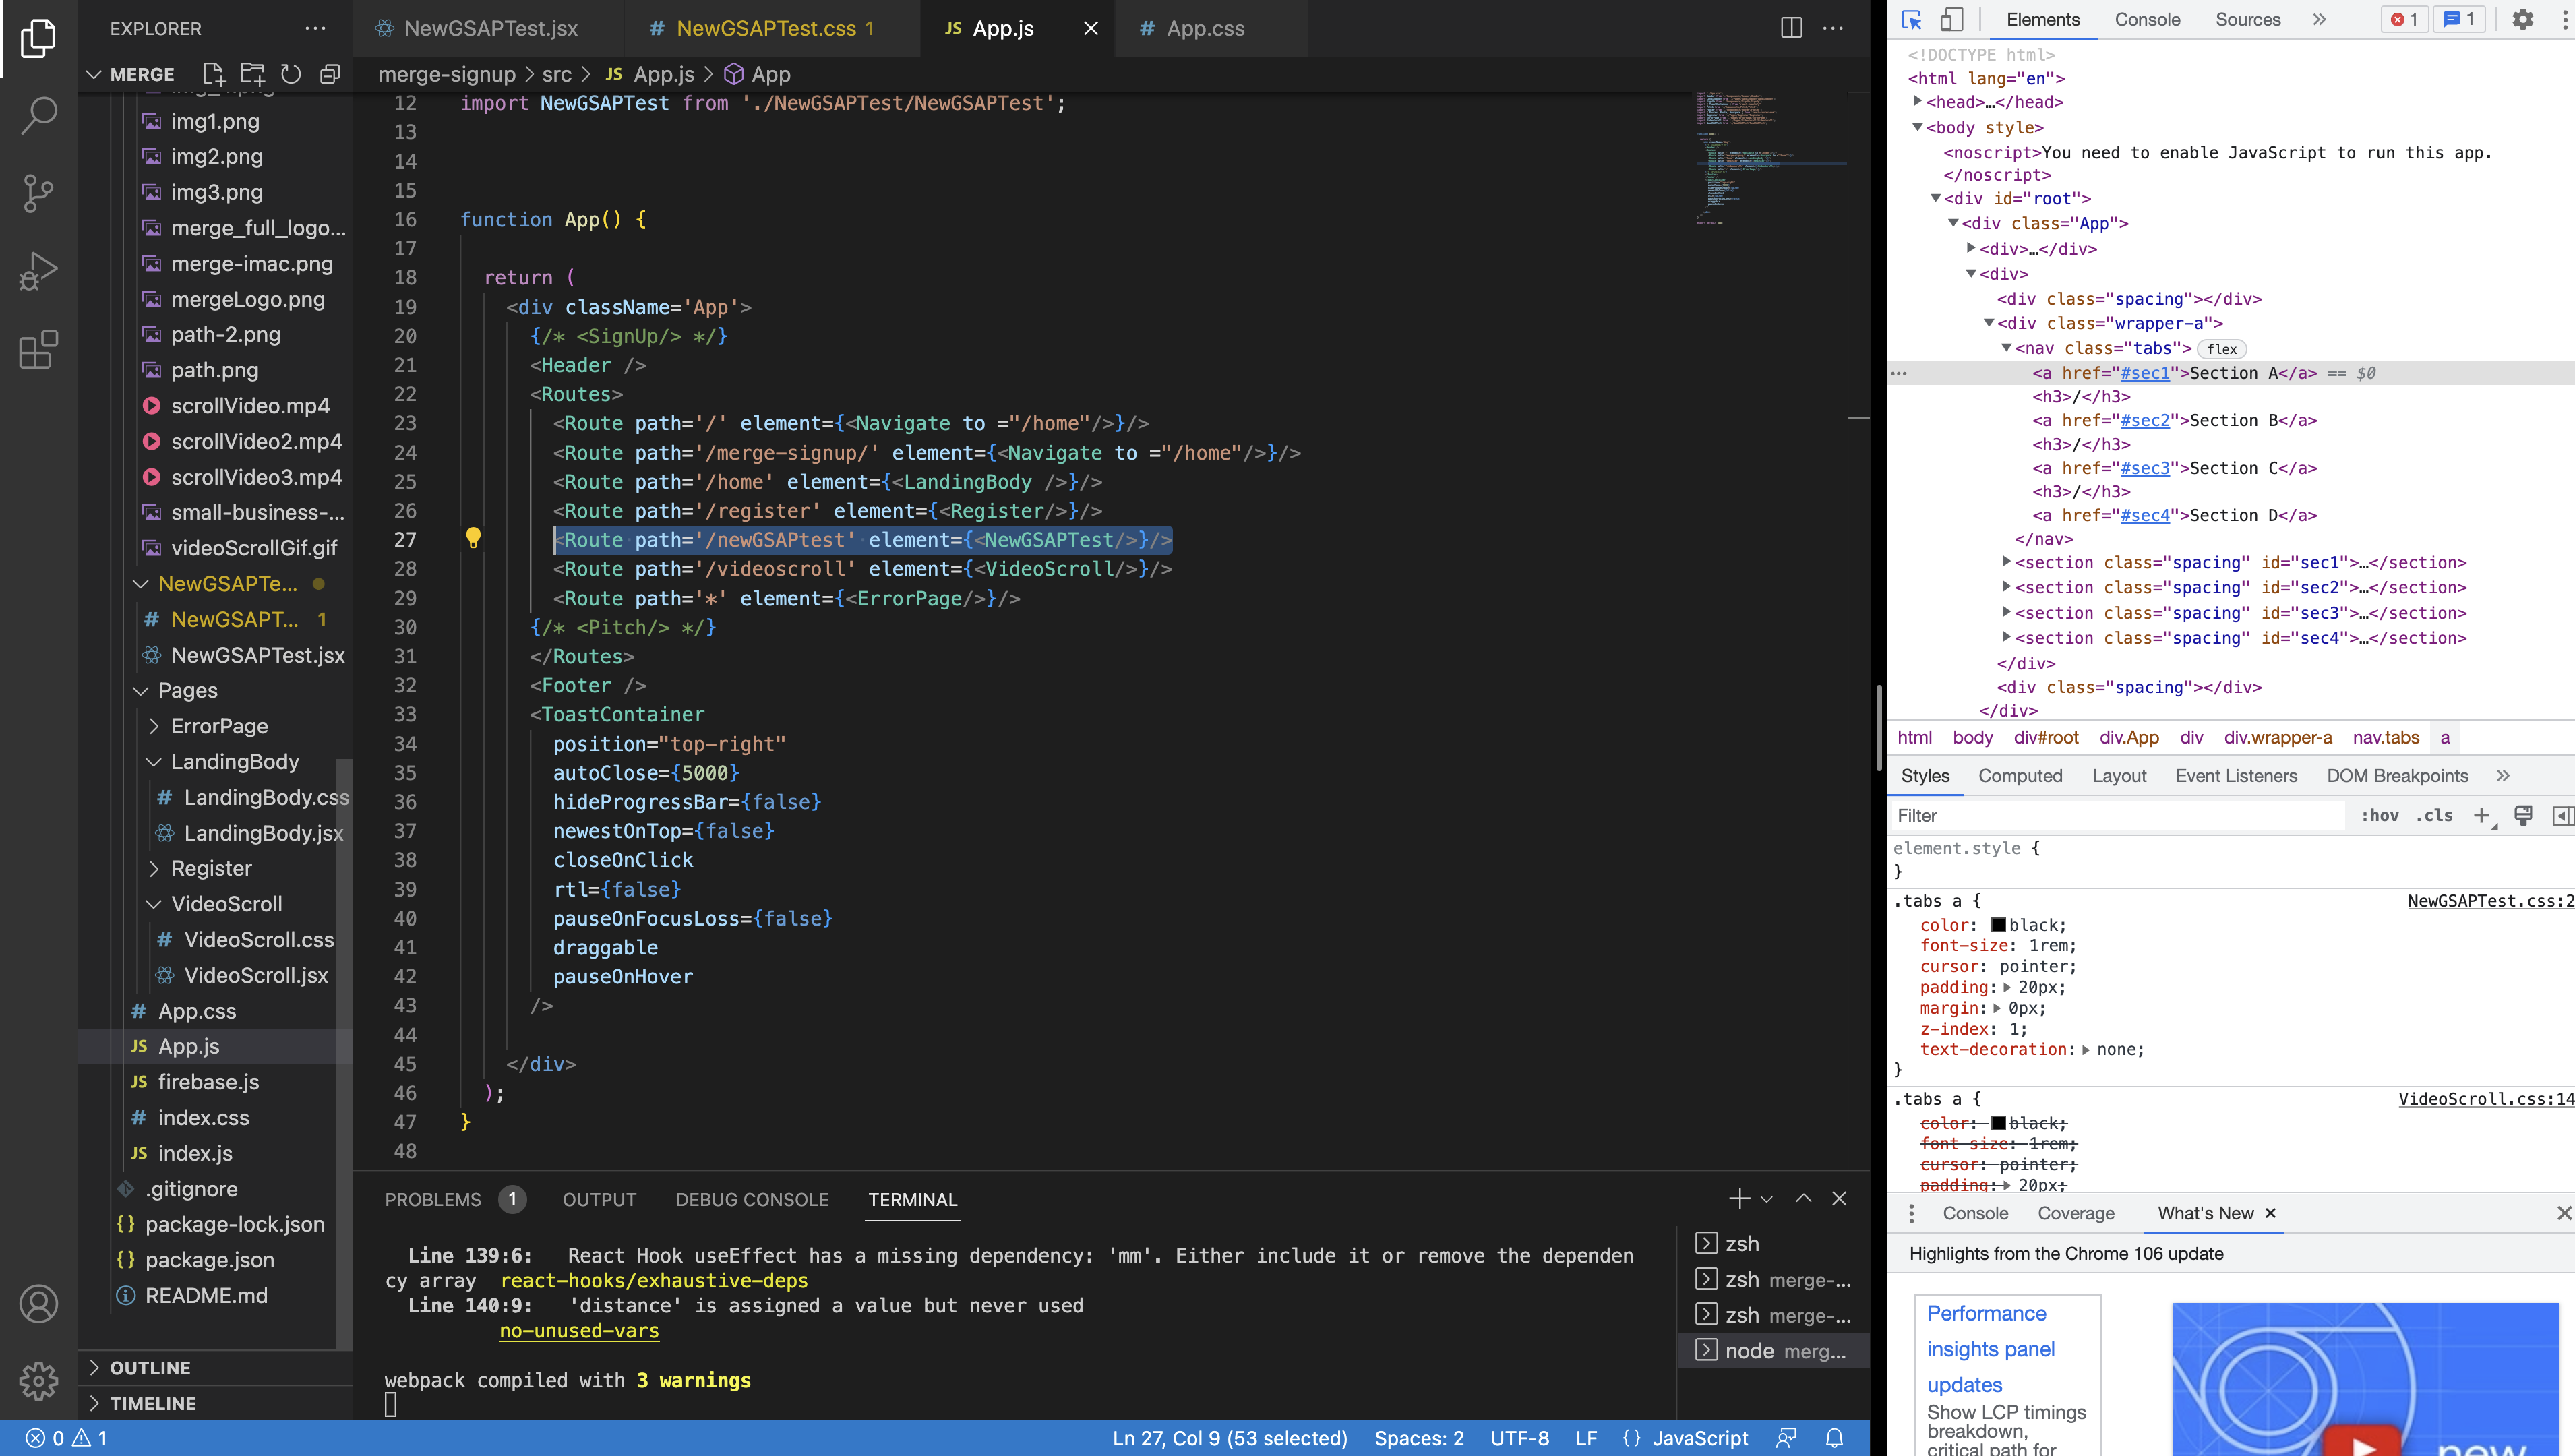 EXPLORER
MERGE
img1.png
img2.png
img3.png
merge_full_logo...
merge-imac.png
mergeLogo.png
path-2.png
path.png
scrollVideo.mp4
scrollVideo2.mp4
scrollVideo3.mp4
small-business-...
videoScrollGif.gif
NewGSAPTe...
# NewGSAPT... 1
NewGSAPTest.jsx
Pages
ErrorPage
LandingBody
# LandingBody.css
LandingBody.jsx
Register
VideoScroll
# VideoScroll.css
VideoScroll.jsx
# App.css
JS App.js
JS firebase.js
# index.css
JS index.js
.gitignore
{} package-lock.json
{} package.json
README.md
OUTLINE
TIMELINE
NewGSAPTest.jsx
# NewGSAPTest.css 1
JS App.js
# App.css
merge-signup > src > JS App.js > App
12 import NewGSAPTest from './NewGSAPTest/NewGSAPTest';
13
14
15
16 function App() {
17
18 return (
19 <div className='App'>
20 {/* <SignUp/> */}
21 <Header />
22 <Routes>
23 <Route path='/' element={<Navigate to ="/home"/>}/>
24 <Route path='/merge-signup/' element={<Navigate to ="/home"/>}/>
25 <Route path='/home' element={<LandingBody />}/>
26 <Route path='/register' element={<Register/>}/>
27 <Route path='/newGSAPtest' element={<NewGSAPTest/>}/>
28 <Route path='/videoscroll' element={<VideoScroll/>}/>
29 <Route path='*' element={<ErrorPage/>}/>
30 {/* <Pitch/> */}
31 </Routes>
32 <Footer />
33 <ToastContainer
34 position="top-right"
35 autoClose={5000}
36 hideProgressBar={false}
37 newestOnTop={false}
38 closeOnClick
39 rtl={false}
40 pauseOnFocusLoss={false}
41 draggable
42 pauseOnHover
43 />
44
45 </div>
46 );
47 }
48
PROBLEMS 1 OUTPUT DEBUG CONSOLE TERMINAL
Line 139:6: React Hook useEffect has a missing dependency: 'mm'. Either include it or remove the dependen
cy array react-hooks/exhaustive-deps
Line 140:9: 'distance' is assigned a value but never used
no-unused-vars
webpack compiled with 3 warnings
zsh
zsh merge-...
zsh merge-...
node merg...
0 1
Ln 27, Col 9 (53 selected) Spaces: 2 UTF-8 LF {} JavaScript
Elements Console Sources 1 1
<!DOCTYPE html>
<html lang="en">
<head>…</head>
<body style>
<noscript>You need to enable JavaScript to run this app.
</noscript>
<div id="root">
<div class="App">
<div>…</div>
<div>
<div class="spacing"></div>
<div class="wrapper-a">
<nav class="tabs"> flex
<a href="#sec1">Section A</a> == $0
<h3>/</h3>
<a href="#sec2">Section B</a>
<h3>/</h3>
<a href="#sec3">Section C</a>
<h3>/</h3>
<a href="#sec4">Section D</a>
</nav>
<section class="spacing" id="sec1">…</section>
<section class="spacing" id="sec2">…</section>
<section class="spacing" id="sec3">…</section>
<section class="spacing" id="sec4">…</section>
</div>
<div class="spacing"></div>
</div>
html body div#root div.App div div.wrapper-a nav.tabs a
Styles Computed Layout Event Listeners DOM Breakpoints
Filter :hov .cls
element.style {
}
.tabs a { NewGSAPTest.css:2
color: black;
font-size: 1rem;
cursor: pointer;
padding: 20px;
margin: 0px;
z-index: 1;
text-decoration: none;
}
.tabs a { VideoScroll.css:14
color: black;
font-size: 1rem;
cursor: pointer;
padding: 20px;
Console Coverage What's New
Highlights from the Chrome 106 update
Performance
insights panel
updates
Show LCP timings
breakdown,
critical path for
new